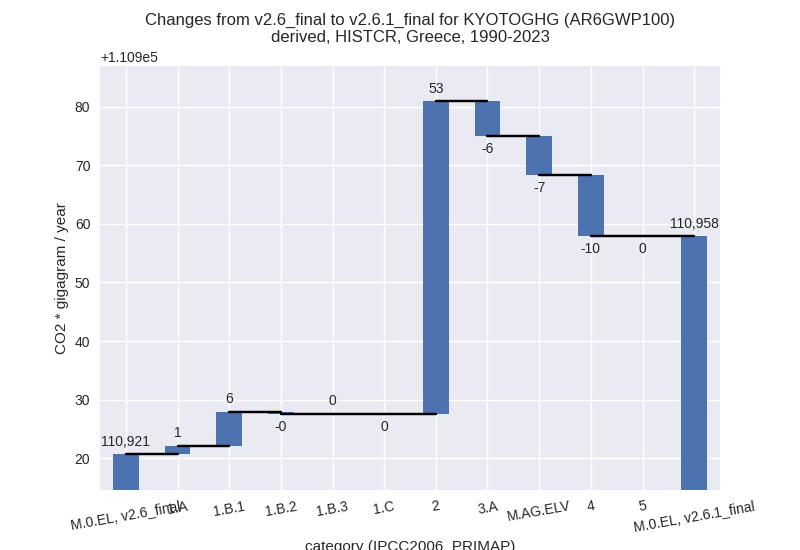 Changes from v2.6_final to v2.6.1_final for KYOTOGHG (AR6GWP100)
derived, HISTCR, Greece, 1990-2023
+1.109e5
80
70
60
50
40
30
20
CO2 * gigagram / year
110,921
1
6
-0
0
0
53
-6
-7
-10
0
110,958
M.0.EL, v2.6_final
1.A
1.B.1
1.B.2
1.B.3
1.C
2
3.A
M.AG.ELV
4
5
M.0.EL, v2.6.1_final
category (IPCC2006_PRIMAP)